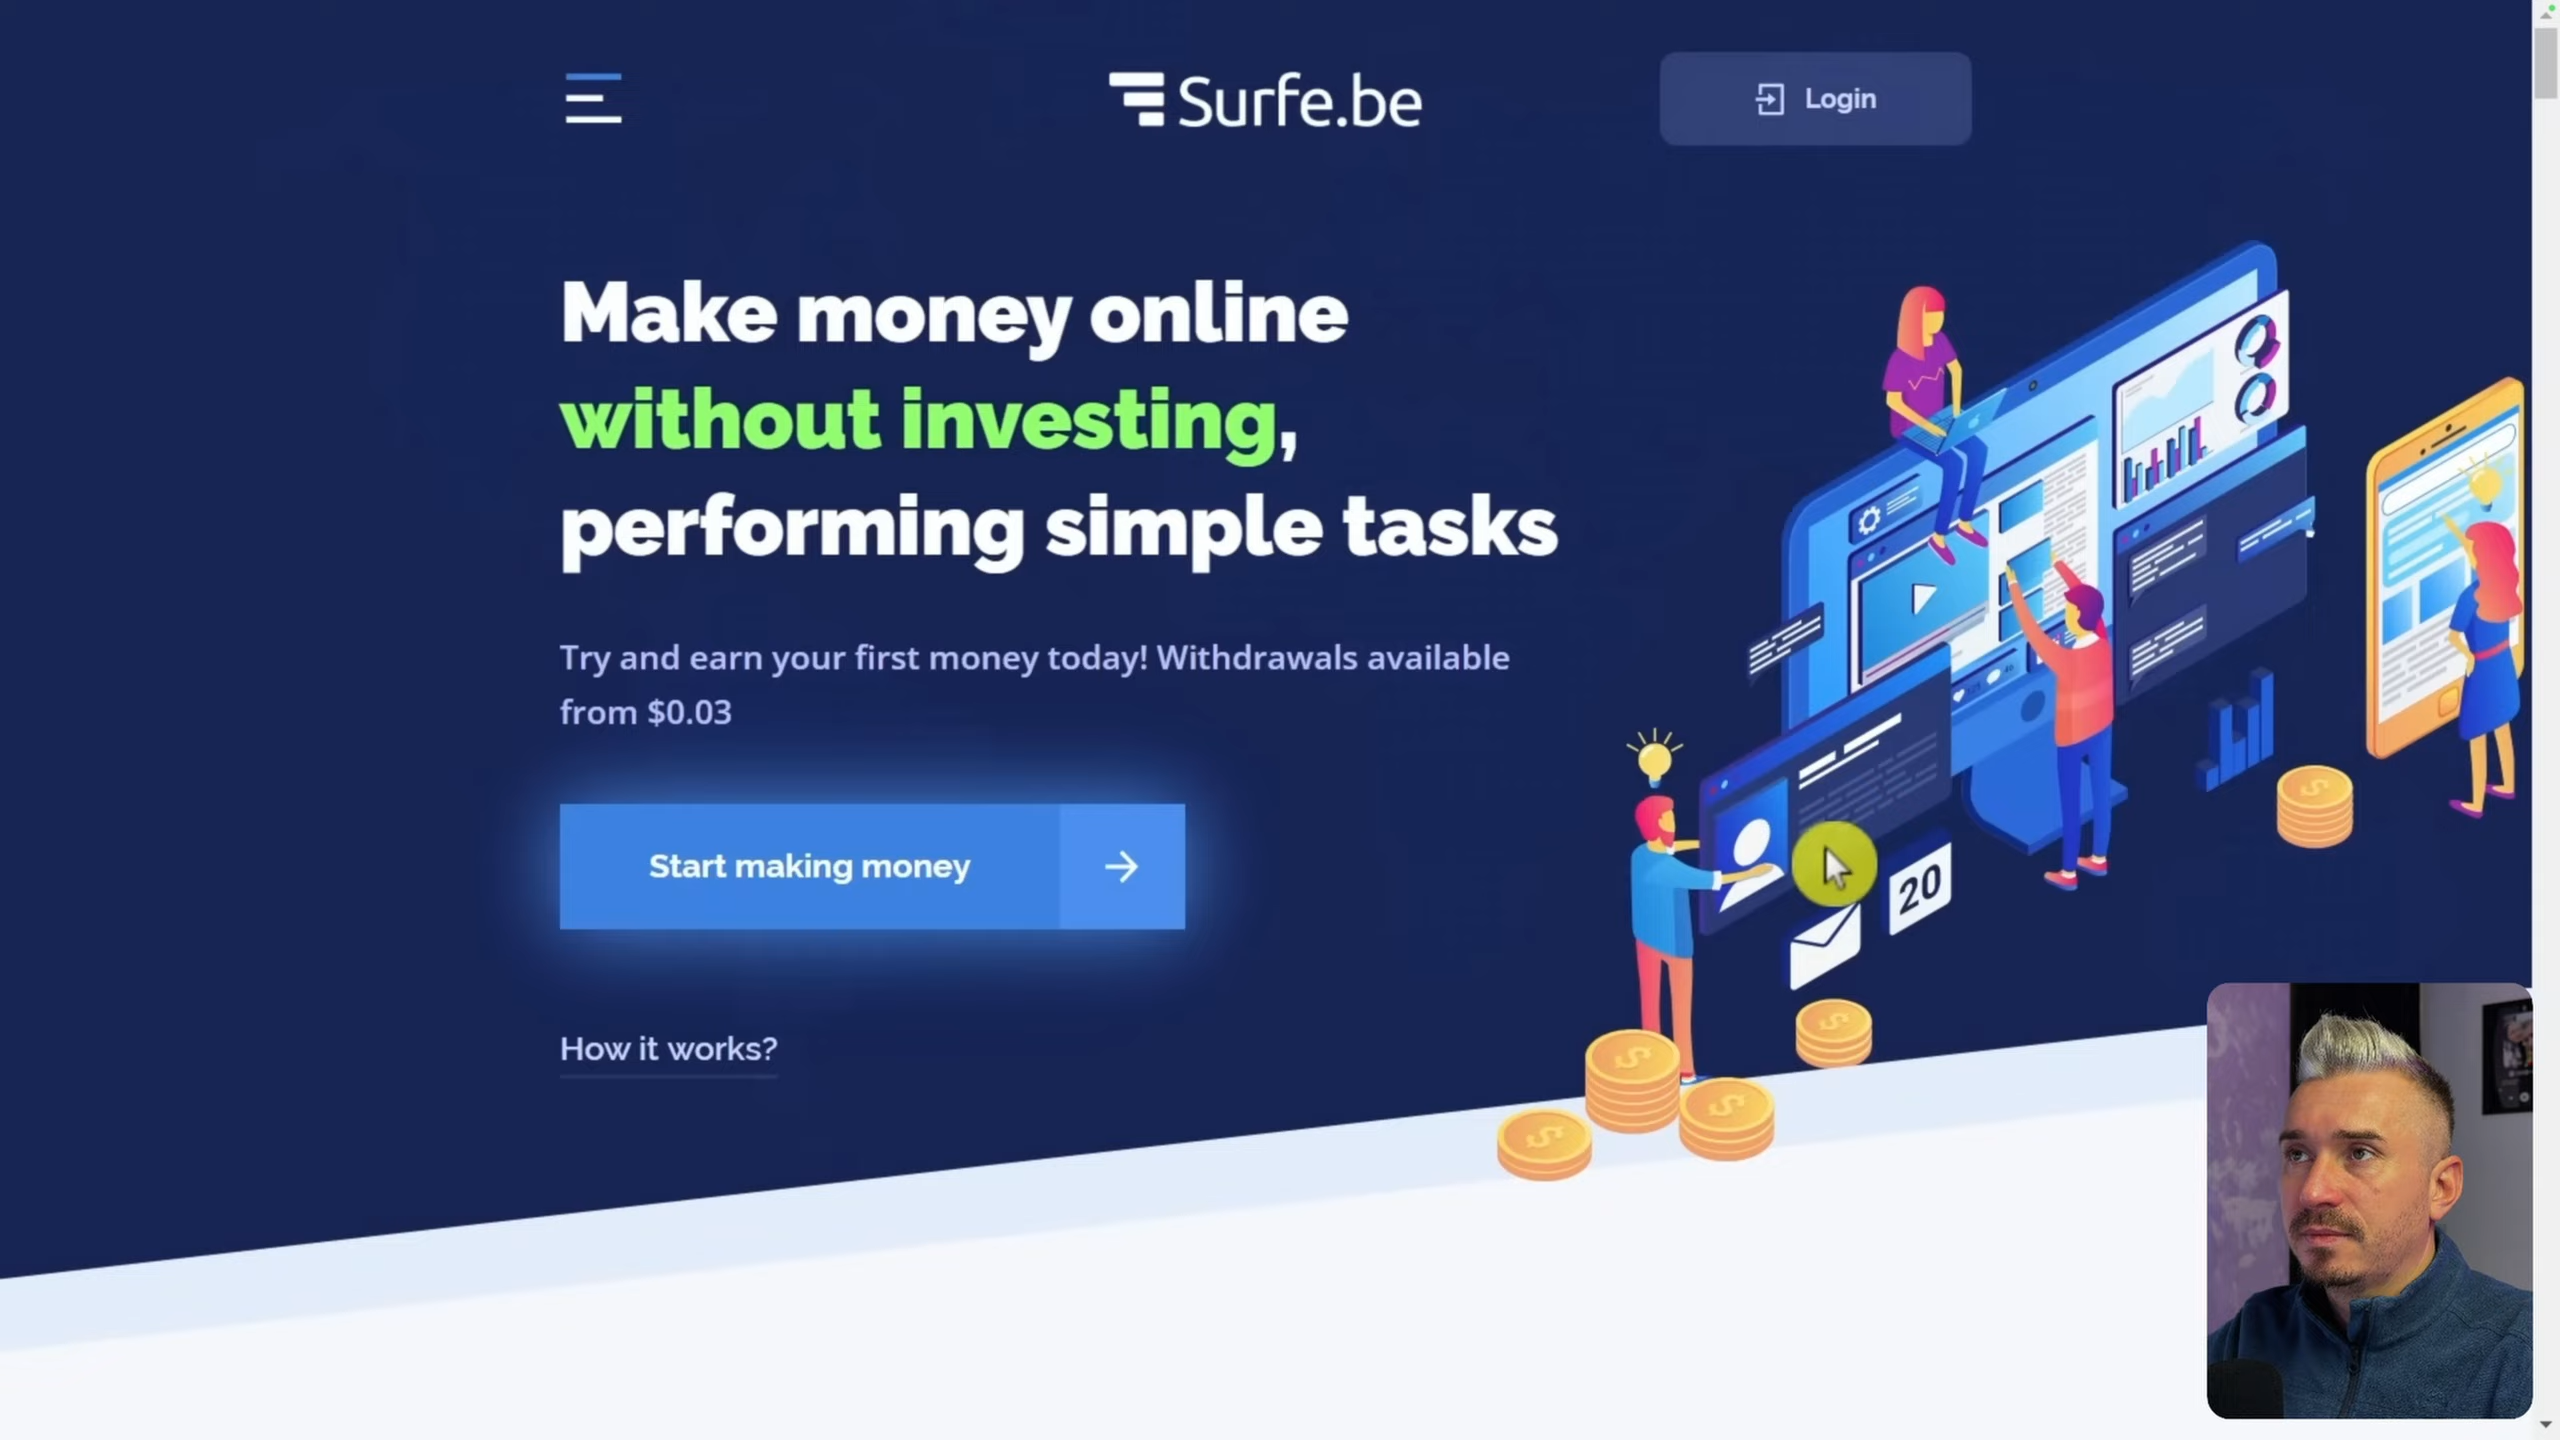 Surfe.be
Login
Make money online
without investing,
performing simple tasks
Try and earn your first money today! Withdrawals available
from $0.03
Start making money
How it works?
20